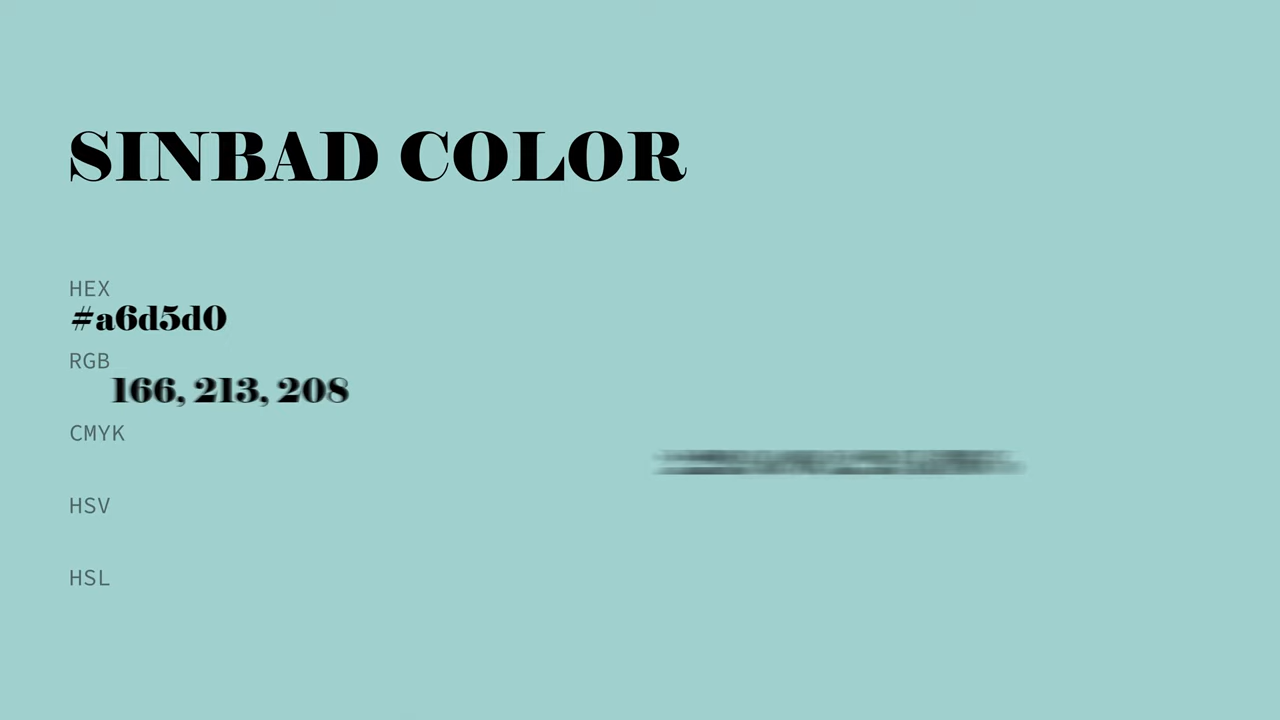 SINBAD COLOR
HEX
#a6d5d0
RGB
166, 213, 208
CMYK
HSV
HSL